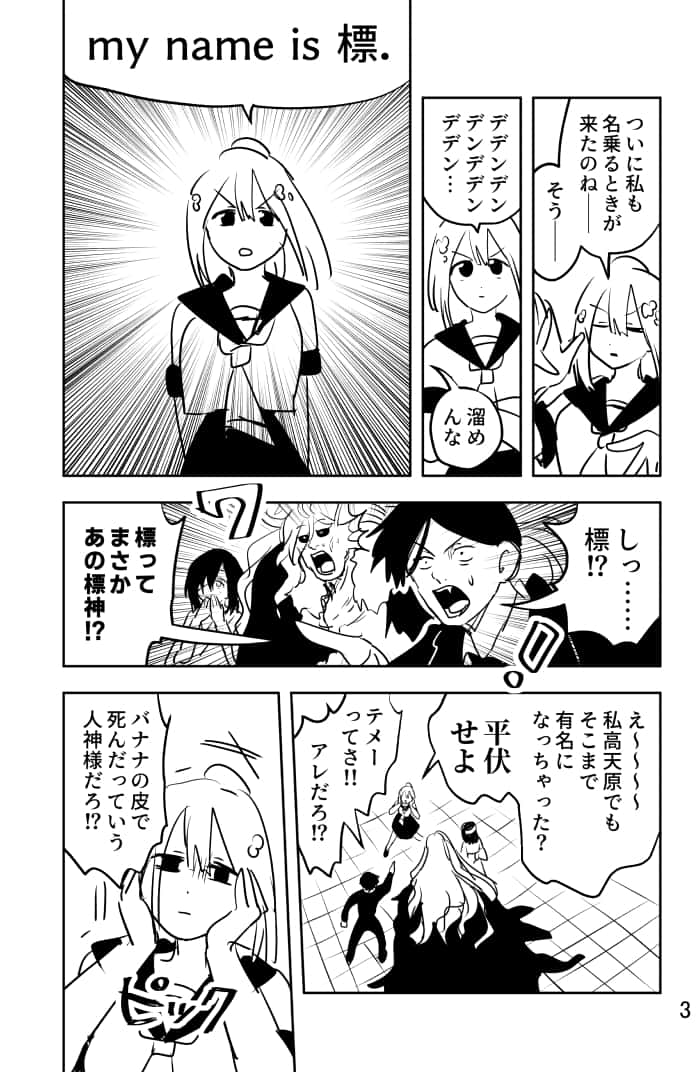 ついに私も
名乗るときが
来たのね――
そう――
デデンデン
デンデデン
デデン…
溜め
んな
my name is 標.
しっ……
標!?
標って
まさか
あの標神!?
え〜〜〜〜
私高天原でも
そこまで
有名に
なっちゃった？
平伏
せよ
テメー
ってさ!!
アレだろ!?
バナナの皮で
死んだっていう
人神様だろ!?
ピクッ
3